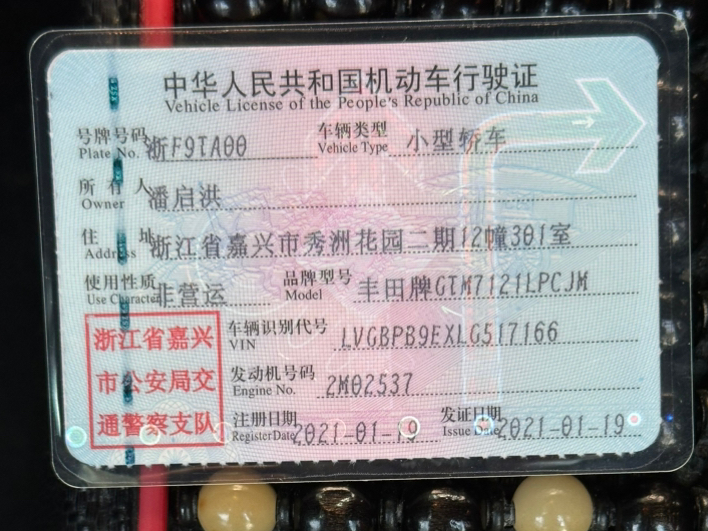 中华人民共和国机动车行驶证
Vehicle License of the People's Republic of China
号牌号码 浙F9TA00 车辆类型 小型轿车
Plate No. Vehicle Type
所有人 潘启洪
Owner
住址 浙江省嘉兴市秀洲花园二期12幢301室
Address
使用性质 非营运 品牌型号 丰田牌GTM7121LPCJM
Use Character Model
浙江省嘉兴
市公安局交
通警察支队
车辆识别代号 LVGBPB9EXLG517166
VIN
发动机号码 2M02537
Engine No.
注册日期 2021-01-19 发证日期 2021-01-19
Register Date Issue Date